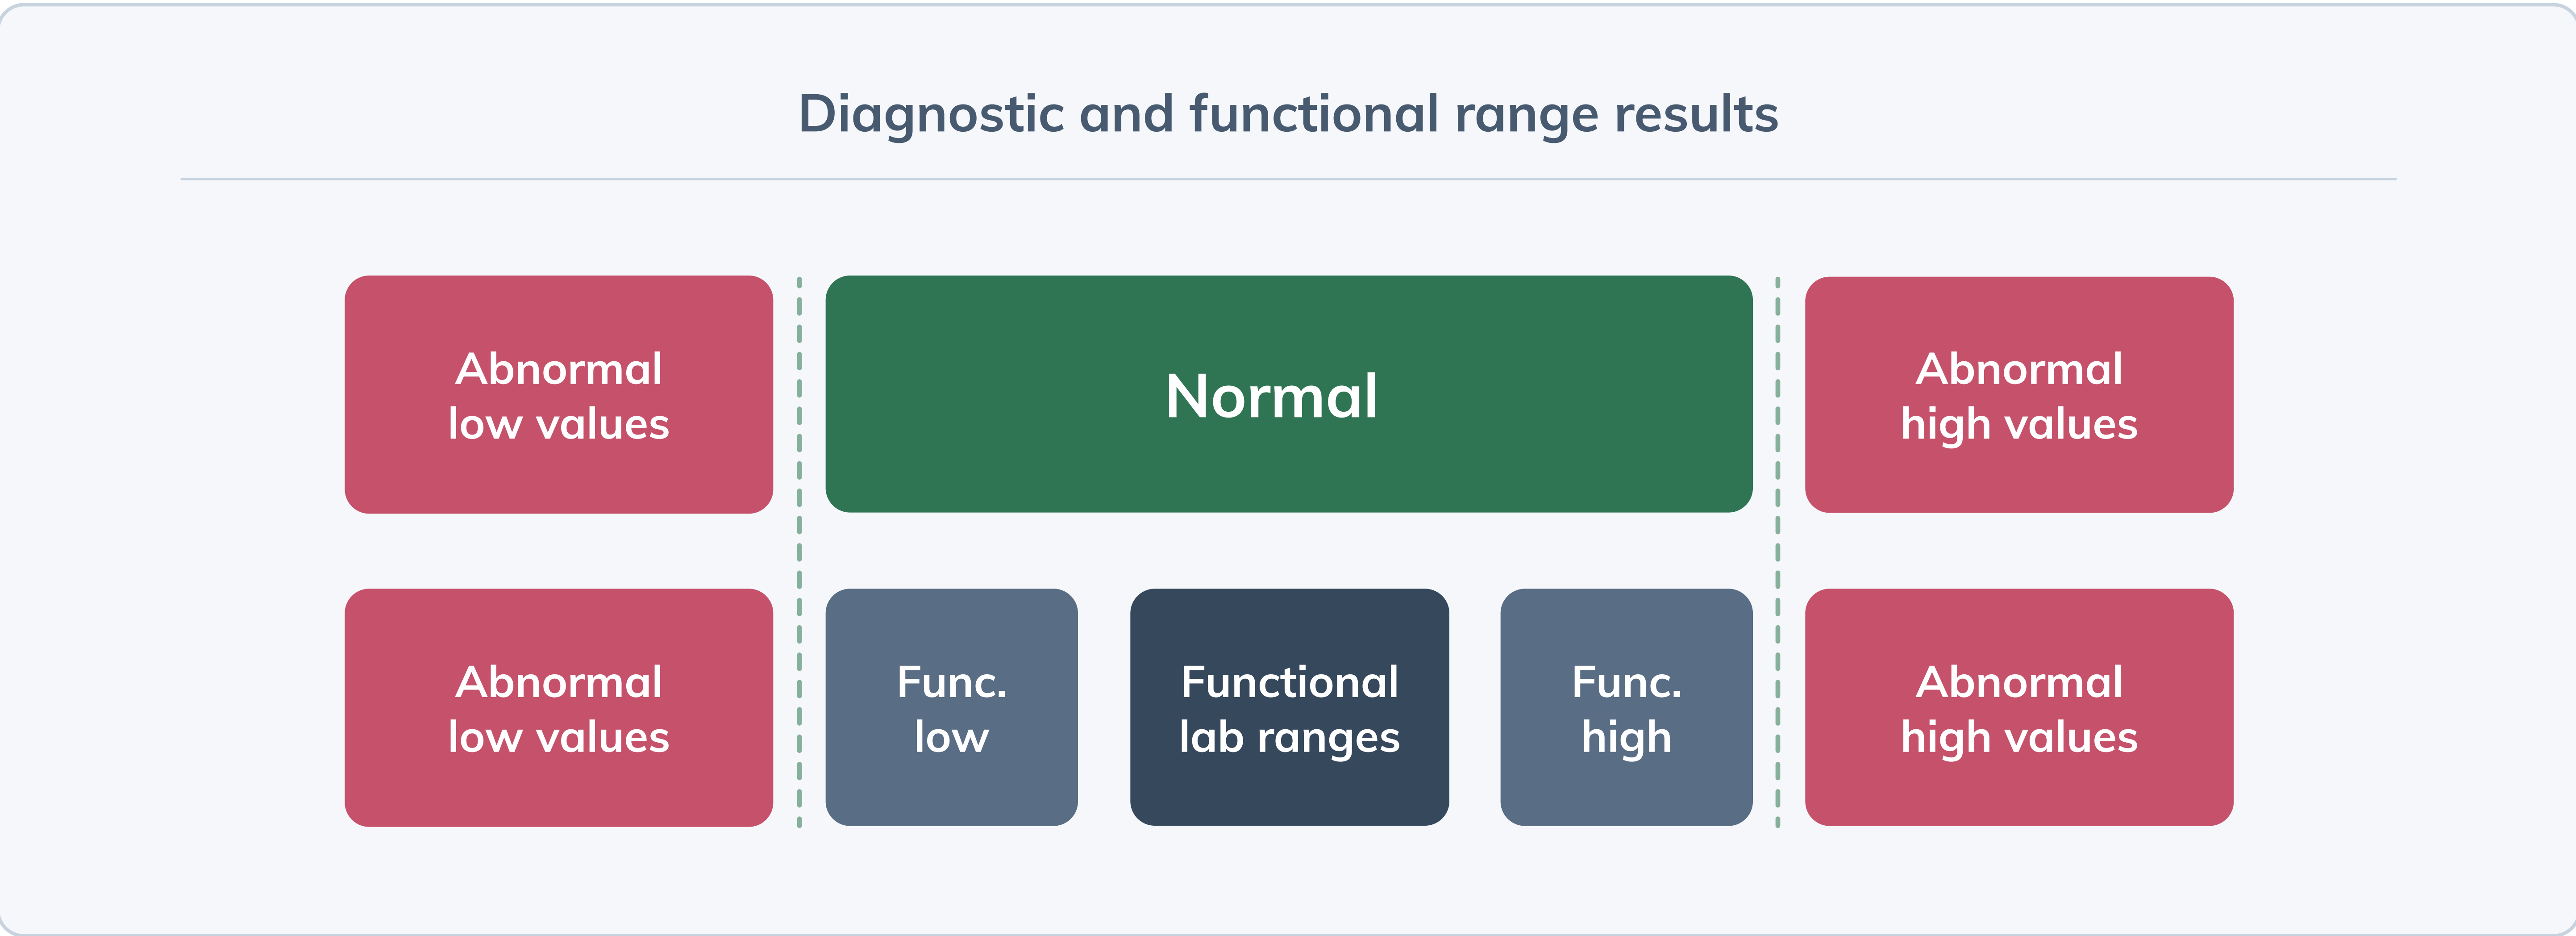 Diagnostic and functional range results
Abnormal
low values
Normal
Abnormal
high values
Abnormal
low values
Func.
low
Functional
lab ranges
Func.
high
Abnormal
high values